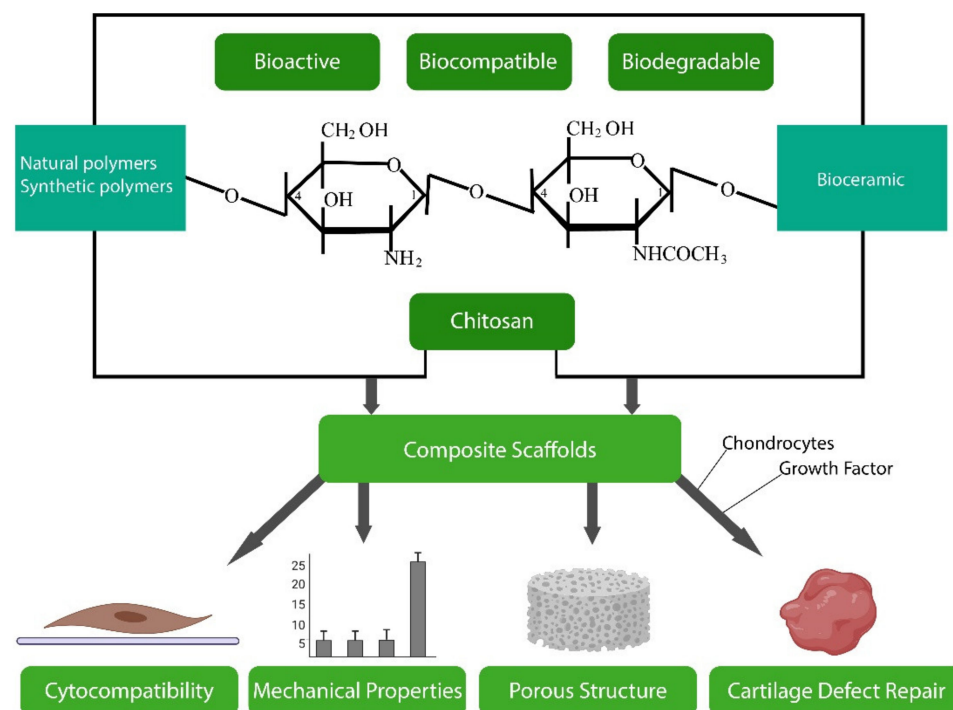 Bioactive
Biocompatible
Biodegradable
Natural polymers
Synthetic polymers
Bioceramic
CH₂ OH
CH₂ OH
O
O
O
4
OH
1
O
4
OH
1
O
NH₂
NHCOCH₃
Chitosan
Composite Scaffolds
Chondrocytes
Growth Factor
25
20
15
10
5
Cytocompatibility
Mechanical Properties
Porous Structure
Cartilage Defect Repair